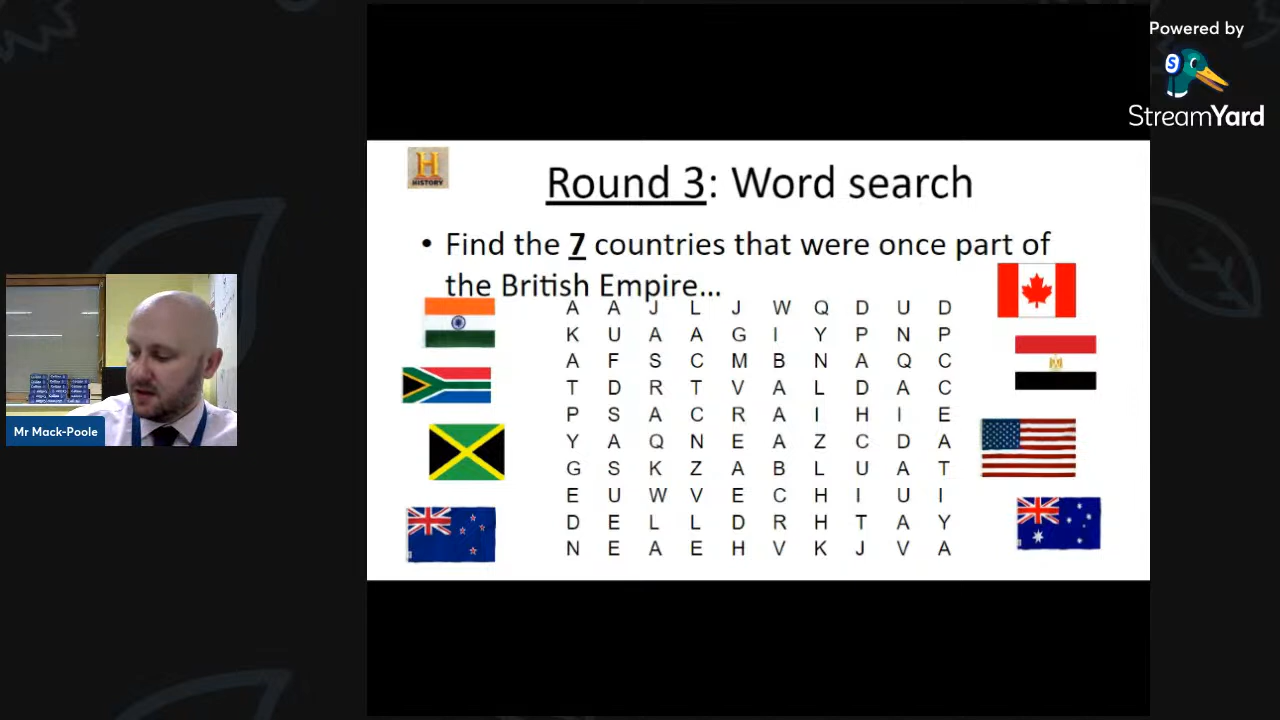 Powered by
StreamYard
HISTORY
Round 3: Word search
• Find the 7 countries that were once part of
the British Empire...
A A J L J W Q D U D
K U A A G I Y P N P
A F S C M B N A Q C
T D R T V A L D A C
P S A C R A I H I E
Y A Q N E A Z C D A
G S K Z A B L U A T
E U W V E C H I U I
D E L L D R H T A Y
N E A E H V K J V A
Mr Mack-Poole